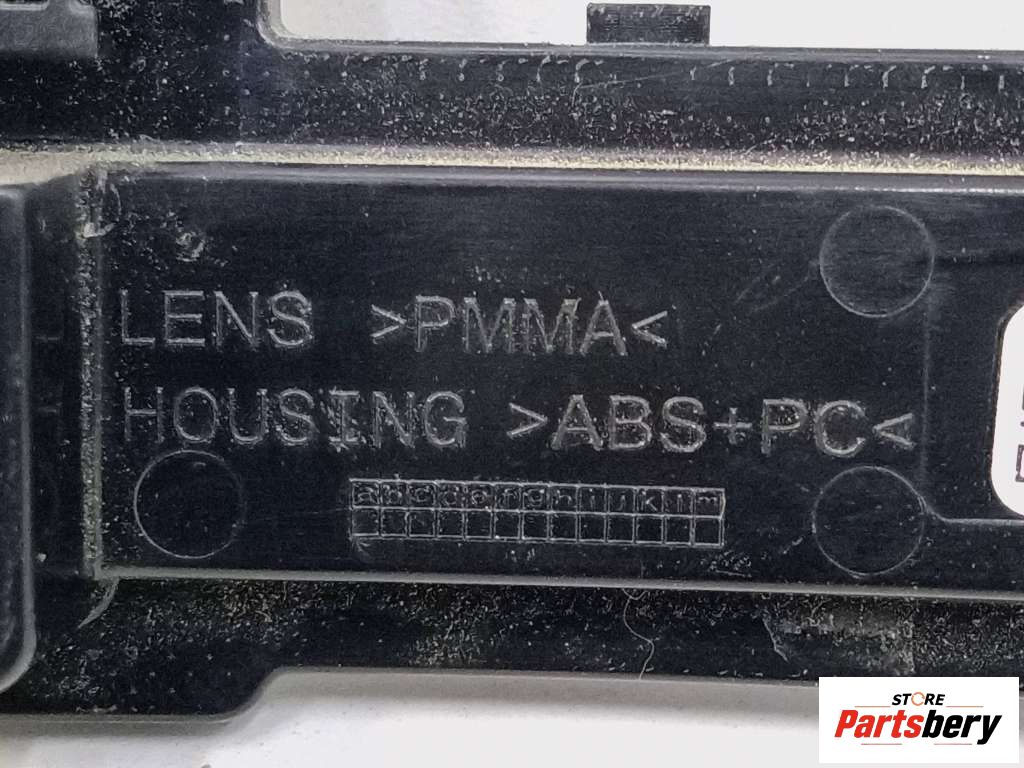 LENS >PMMA<
HOUSING >ABS+PC<
abcdefghijklm
STORE
Partsbery